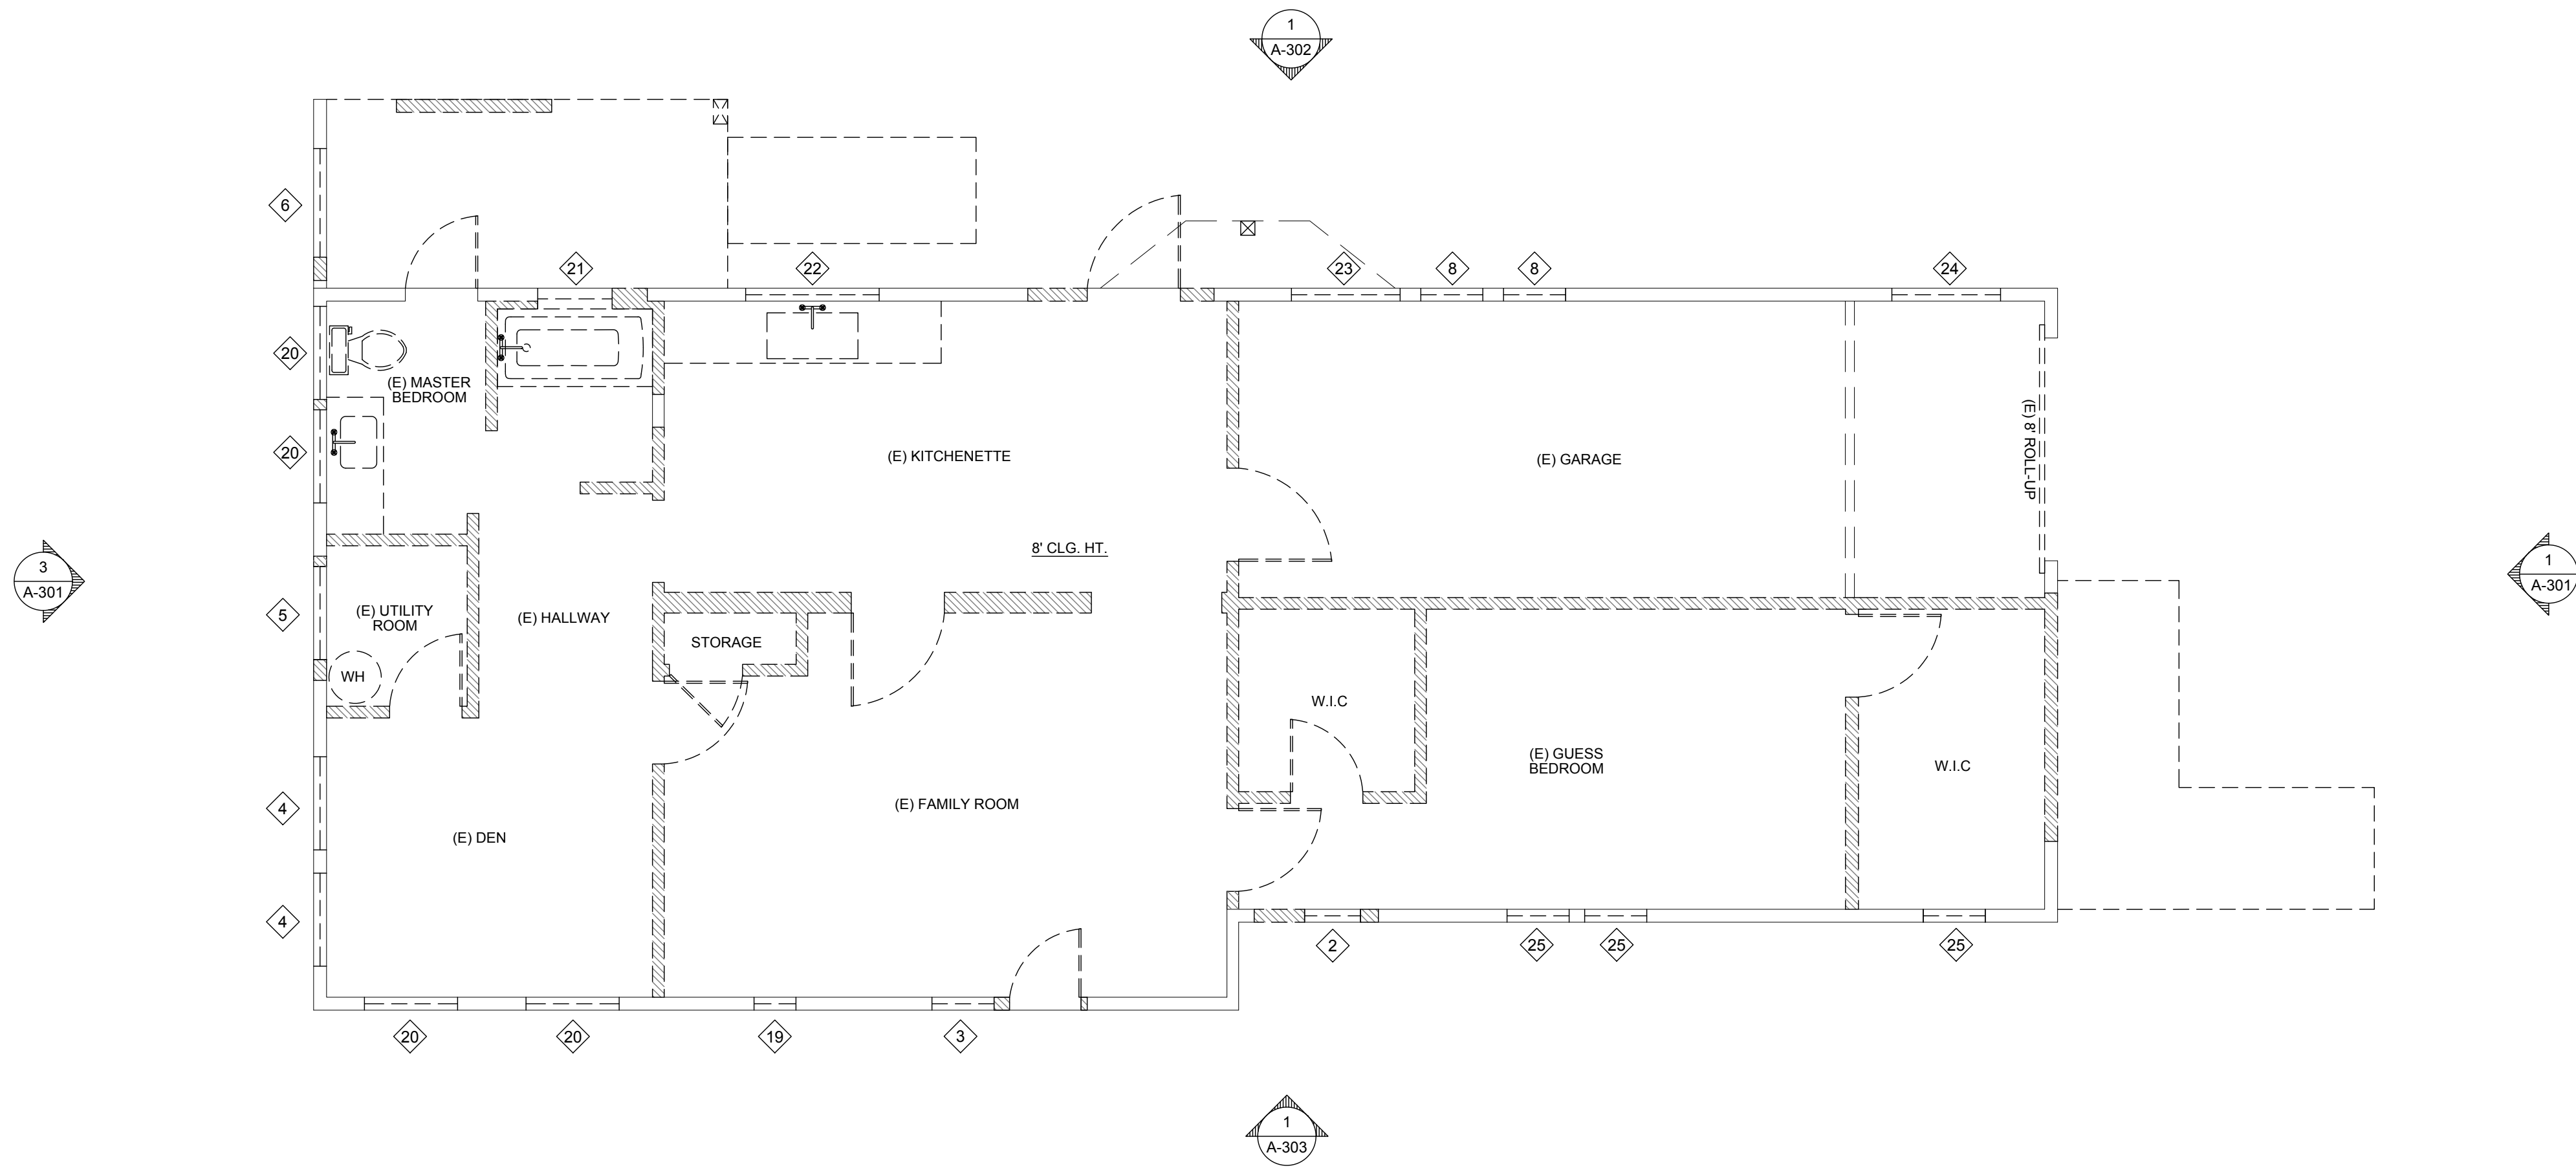 1
A-302
6
21
22
23
8
8
24
20
(E) MASTER
BEDROOM
20
(E) KITCHENETTE
(E) GARAGE
(E) 8' ROLL-UP
8' CLG. HT.
3
A-301
1
A-301
5
(E) UTILITY
ROOM
(E) HALLWAY
STORAGE
WH
W.I.C
(E) GUESS
BEDROOM
W.I.C
4
(E) FAMILY ROOM
(E) DEN
4
2
25
25
25
20
20
19
3
1
A-303